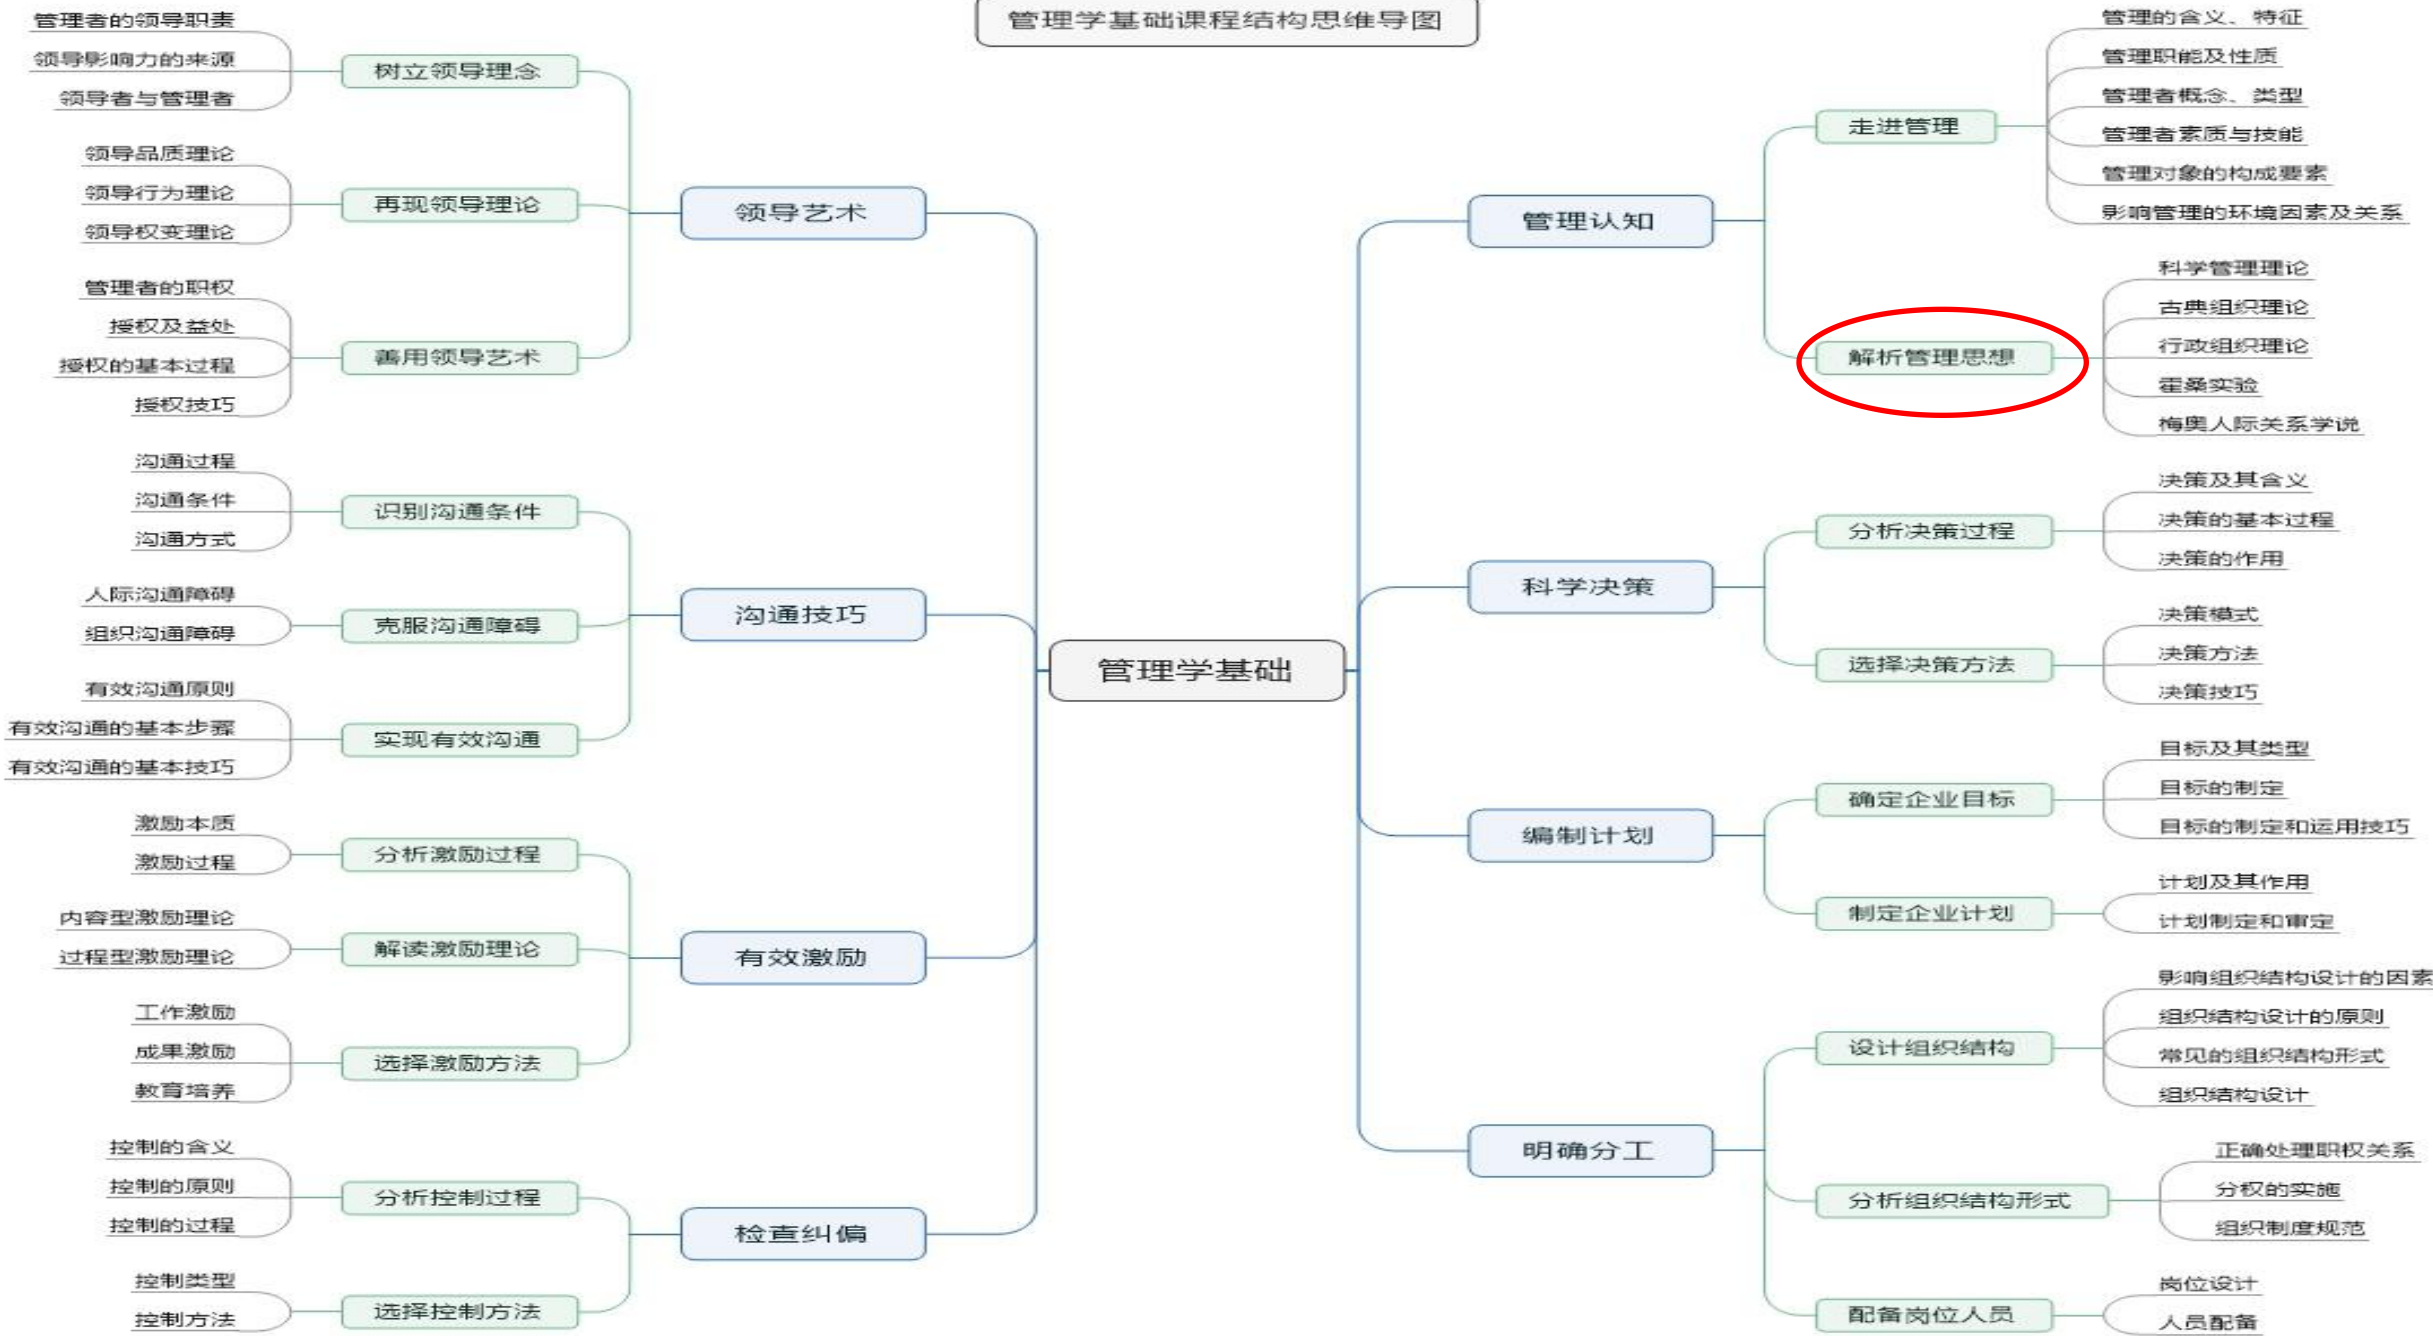 管理学基础课程结构思维导图
管理者的领导职责
领导影响力的来源
领导者与管理者
树立领导理念
领导品质理论
领导行为理论
领导权变理论
再现领导理论
管理者的职权
授权及益处
授权的基本过程
授权技巧
善用领导艺术
领导艺术
沟通过程
沟通条件
沟通方式
识别沟通条件
人际沟通障碍
组织沟通障碍
克服沟通障碍
有效沟通原则
有效沟通的基本步骤
有效沟通的基本技巧
实现有效沟通
沟通技巧
激励本质
激励过程
分析激励过程
内容型激励理论
过程型激励理论
解读激励理论
工作激励
成果激励
教育培养
选择激励方法
有效激励
控制的含义
控制的原则
控制的过程
分析控制过程
控制类型
控制方法
选择控制方法
检查纠偏
管理学基础
管理认知
走进管理
管理的含义、特征
管理职能及性质
管理者概念、类型
管理者素质与技能
管理对象的构成要素
影响管理的环境因素及关系
解析管理思想
科学管理理论
古典组织理论
行政组织理论
霍桑实验
梅奥人际关系学说
科学决策
分析决策过程
决策及其含义
决策的基本过程
决策的作用
选择决策方法
决策模式
决策方法
决策技巧
编制计划
确定企业目标
目标及其类型
目标的制定
目标的制定和运用技巧
制定企业计划
计划及其作用
计划制定和审定
明确分工
设计组织结构
影响组织结构设计的因素
组织结构设计的原则
常见的组织结构形式
组织结构设计
分析组织结构形式
正确处理职权关系
分权的实施
组织制度规范
配备岗位人员
岗位设计
人员配备